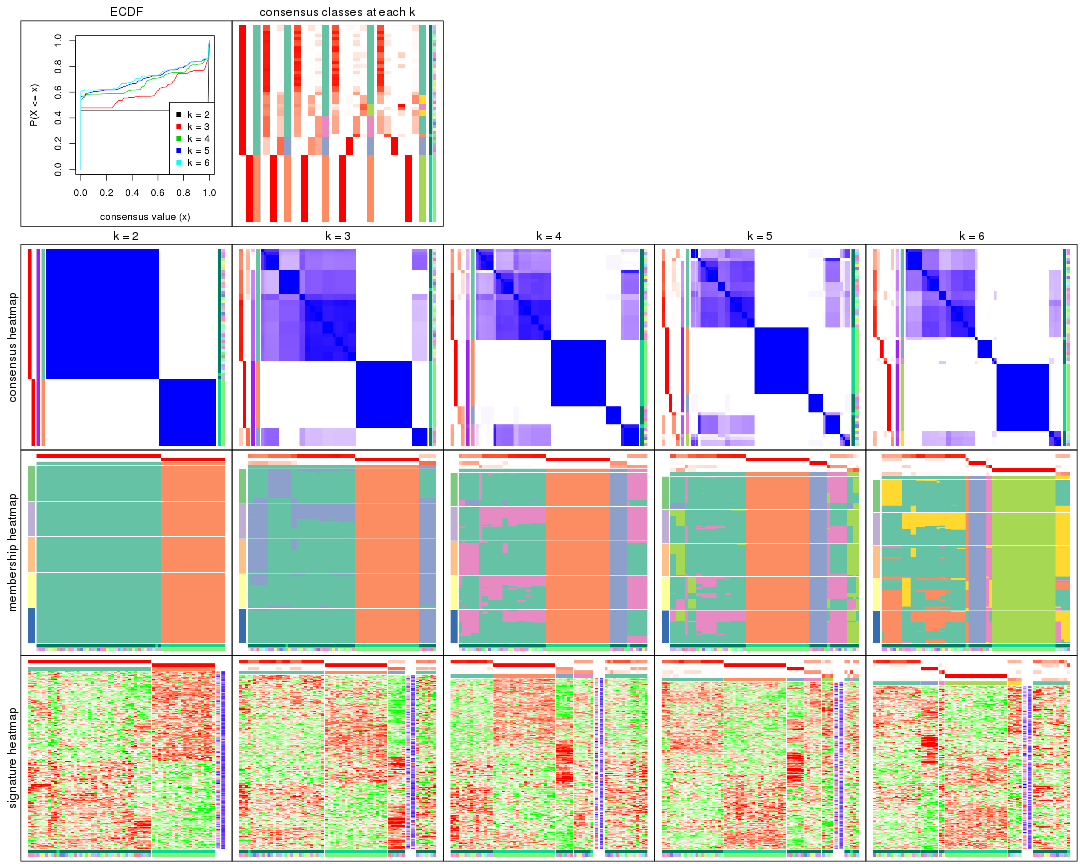 ECDF
consensus classes at each k
P(X <= x)
1.0
0.8
0.6
0.4
0.2
0.0
k = 2
k = 3
k = 4
k = 5
k = 6
0.0 0.2 0.4 0.6 0.8 1.0
consensus value (x)
k = 2
k = 3
k = 4
k = 5
k = 6
consensus heatmap
membership heatmap
signature heatmap